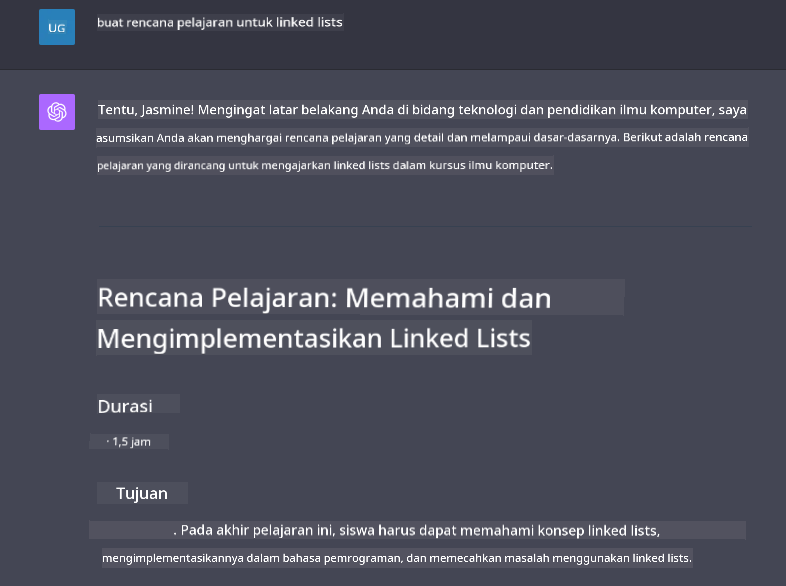 UG
buat rencana pelajaran untuk linked lists
Tentu, Jasmine! Mengingat latar belakang Anda di bidang teknologi dan pendidikan ilmu komputer, saya
asumsikan Anda akan menghargai rencana pelajaran yang detail dan melampaui dasar-dasarnya. Berikut adalah rencana
pelajaran yang dirancang untuk mengajarkan linked lists dalam kursus ilmu komputer.
Rencana Pelajaran: Memahami dan
Mengimplementasikan Linked Lists
Durasi
· 1,5 jam
Tujuan
. Pada akhir pelajaran ini, siswa harus dapat memahami konsep linked lists,
mengimplementasikannya dalam bahasa pemrograman, dan memecahkan masalah menggunakan linked lists.